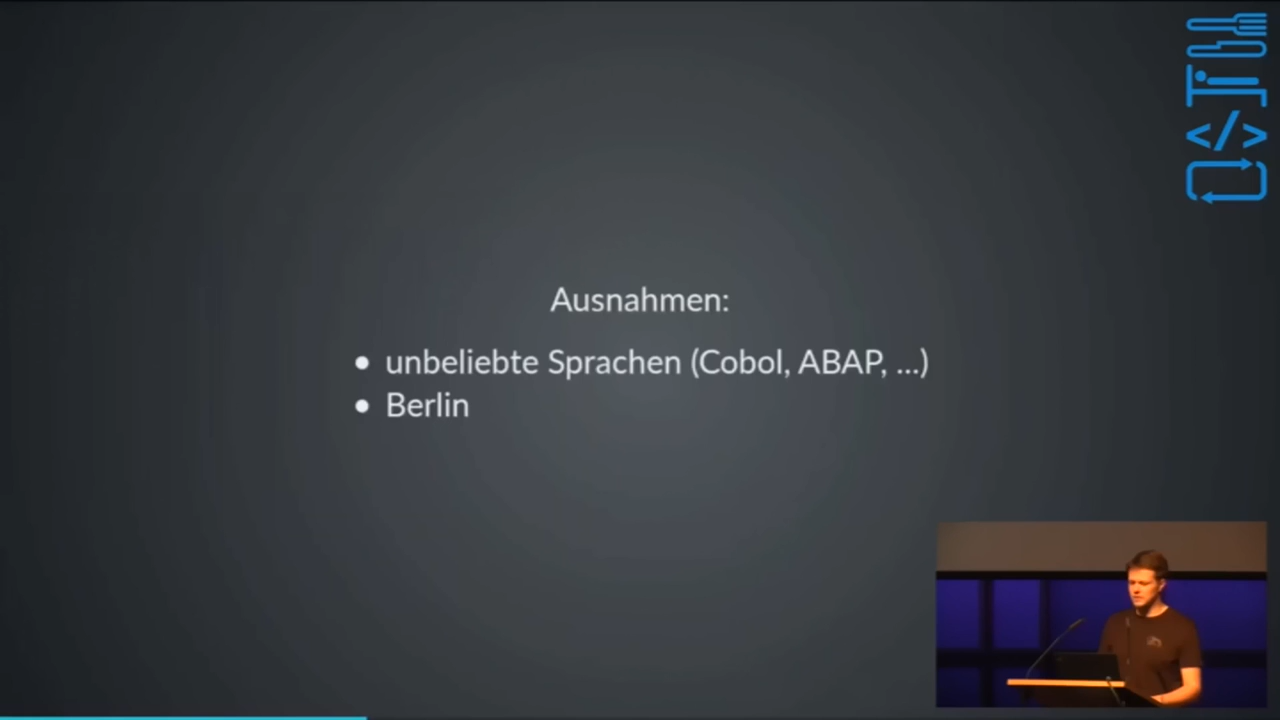 Ausnahmen:
• unbeliebte Sprachen (Cobol, ABAP, ...)
• Berlin